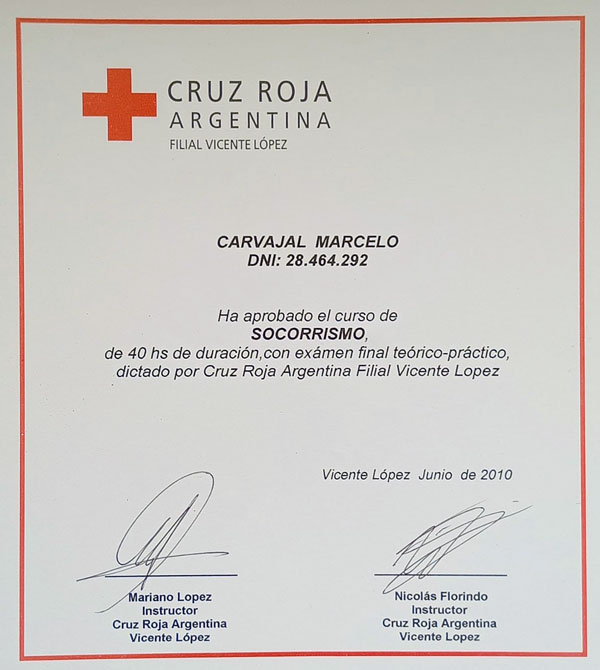 CRUZ ROJA
ARGENTINA
FILIAL VICENTE LÓPEZ
CARVAJAL MARCELO
DNI: 28.464.292
Ha aprobado el curso de
SOCORRISMO,
de 40 hs de duración,con exámen final teórico-práctico,
dictado por Cruz Roja Argentina Filial Vicente Lopez
Vicente López Junio de 2010
Mariano Lopez
Instructor
Cruz Roja Argentina
Vicente López
Nicolás Florindo
Instructor
Cruz Roja Argentina
Vicente Lopez